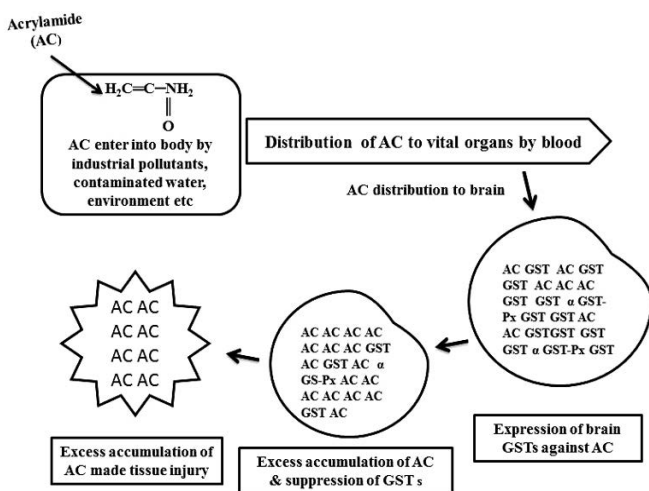 Acrylamide
(AC)
H₂C=C-NH₂
O
AC enter into body by
industrial pollutants,
contaminated water,
environment etc
Distribution of AC to vital organs by blood
AC distribution to brain
AC GST AC GST
GST AC AC AC
GST GST α GST-
Px GST GST AC
AC GSTGST GST
GST α GST-Px GST
Expression of brain
GSTs against AC
AC AC AC AC
AC AC AC GST
AC GST AC α
GS-Px AC AC
AC AC AC AC
GST AC
Excess accumulation of AC
& suppression of GST s
AC AC
AC AC
AC AC
AC AC
Excess accumulation of
AC made tissue injury